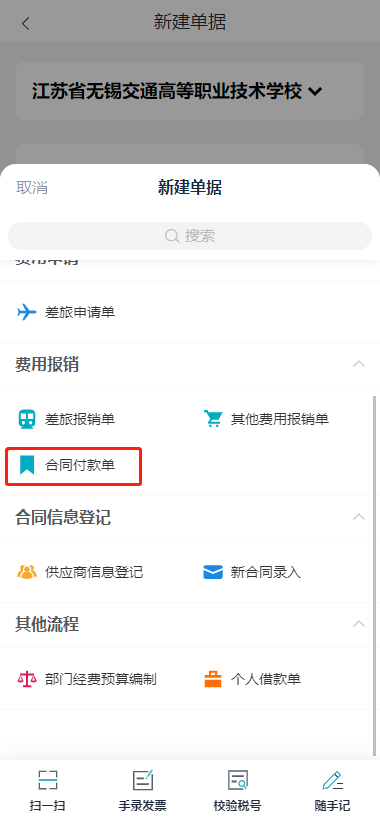 新建单据
江苏省无锡交通高等职业技术学校
取消 新建单据
搜索
费用申请
差旅申请单
费用报销
差旅报销单 其他费用报销单
合同付款单
合同信息登记
供应商信息登记 新合同录入
其他流程
部门经费预算编制 个人借款单
扫一扫 手录发票 校验税号 随手记